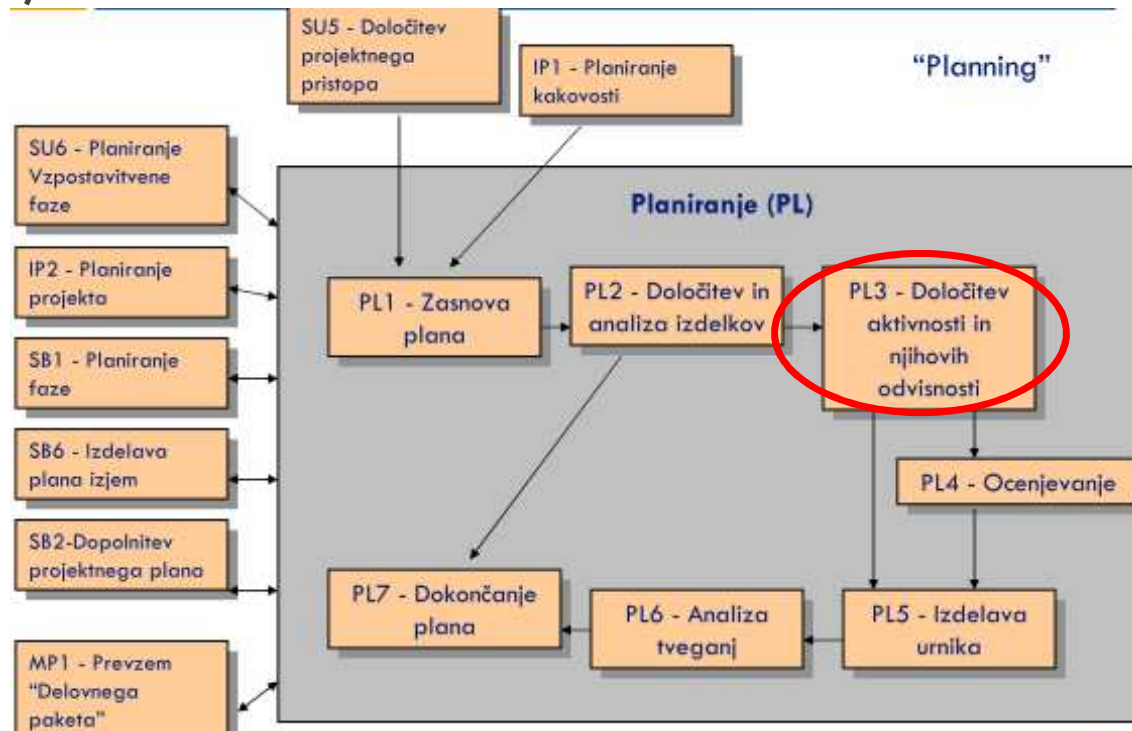 SU5 - Določitev
projektnega
pristopa
IP1 - Planiranje
kakovosti
“Planning”
SU6 - Planiranje
Vzpostavitvene
faze
IP2 - Planiranje
projekta
SB1 - Planiranje
faze
SB6 - Izdelava
plana izjem
SB2-Dopolnitev
projektnega plana
MP1 - Prevzem
“Delovnega
paketa”
Planiranje (PL)
PL1 - Zasnova
plana
PL2 - Določitev in
analiza izdelkov
PL3 - Določitev
aktivnosti in
njihovih
odvisnosti
PL4 - Ocenjevanje
PL7 - Dokončanje
plana
PL6 - Analiza
tveganj
PL5 - Izdelava
urnika